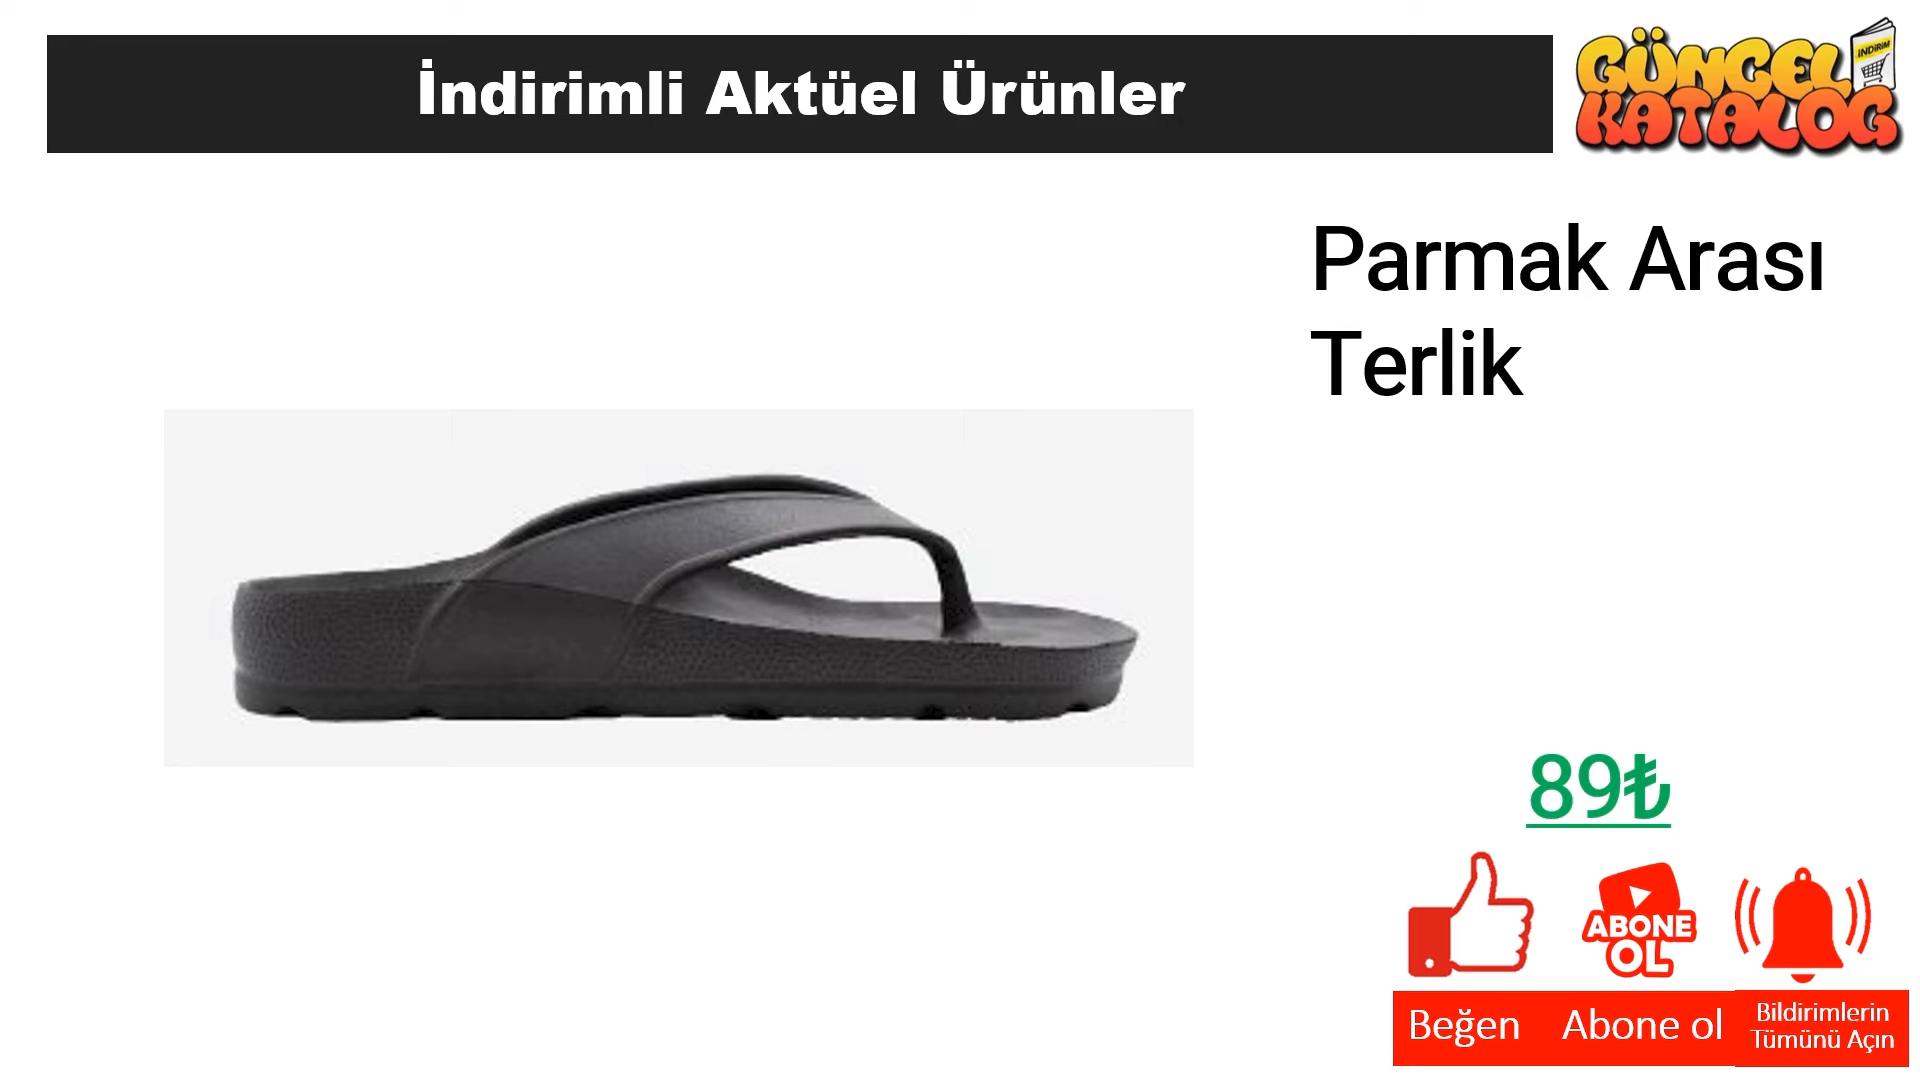 İndirimli Aktüel Ürünler
GÜNCEL
İNDİRİM
KATALOG
Parmak Arası
Terlik
89₺
ABONE
OL
Beğen
Abone ol
Bildirimlerin
Tümünü Açın